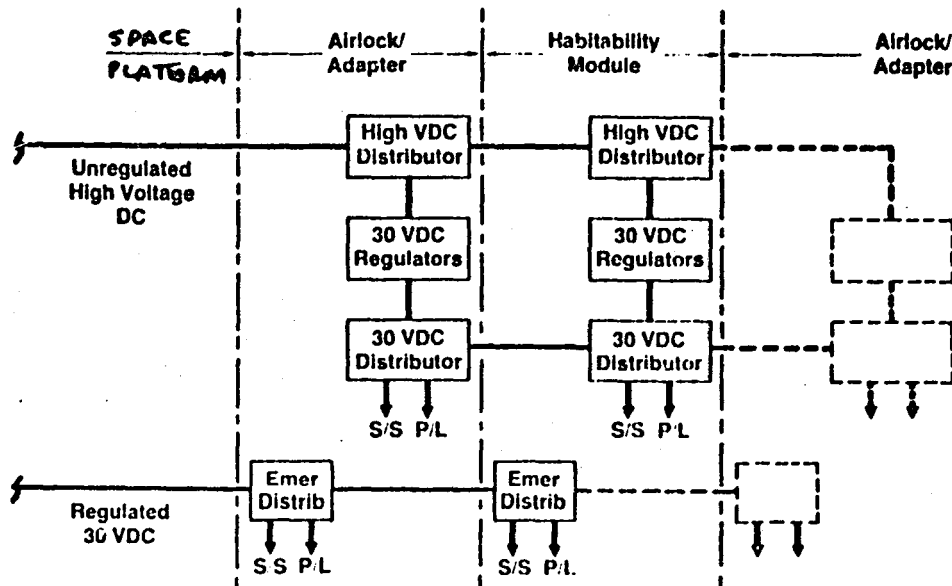 SPACE
PLATFORM
Airlock/
Adapter
Habitability
Module
Airlock/
Adapter
High VDC
Distributor
High VDC
Distributor
Unregulated
High Voltage
DC
30 VDC
Regulators
30 VDC
Regulators
30 VDC
Distributor
30 VDC
Distributor
S/S P/L
S/S P/L
Emer
Distrib
Emer
Distrib
Regulated
30 VDC
S/S P/L
S/S P/L